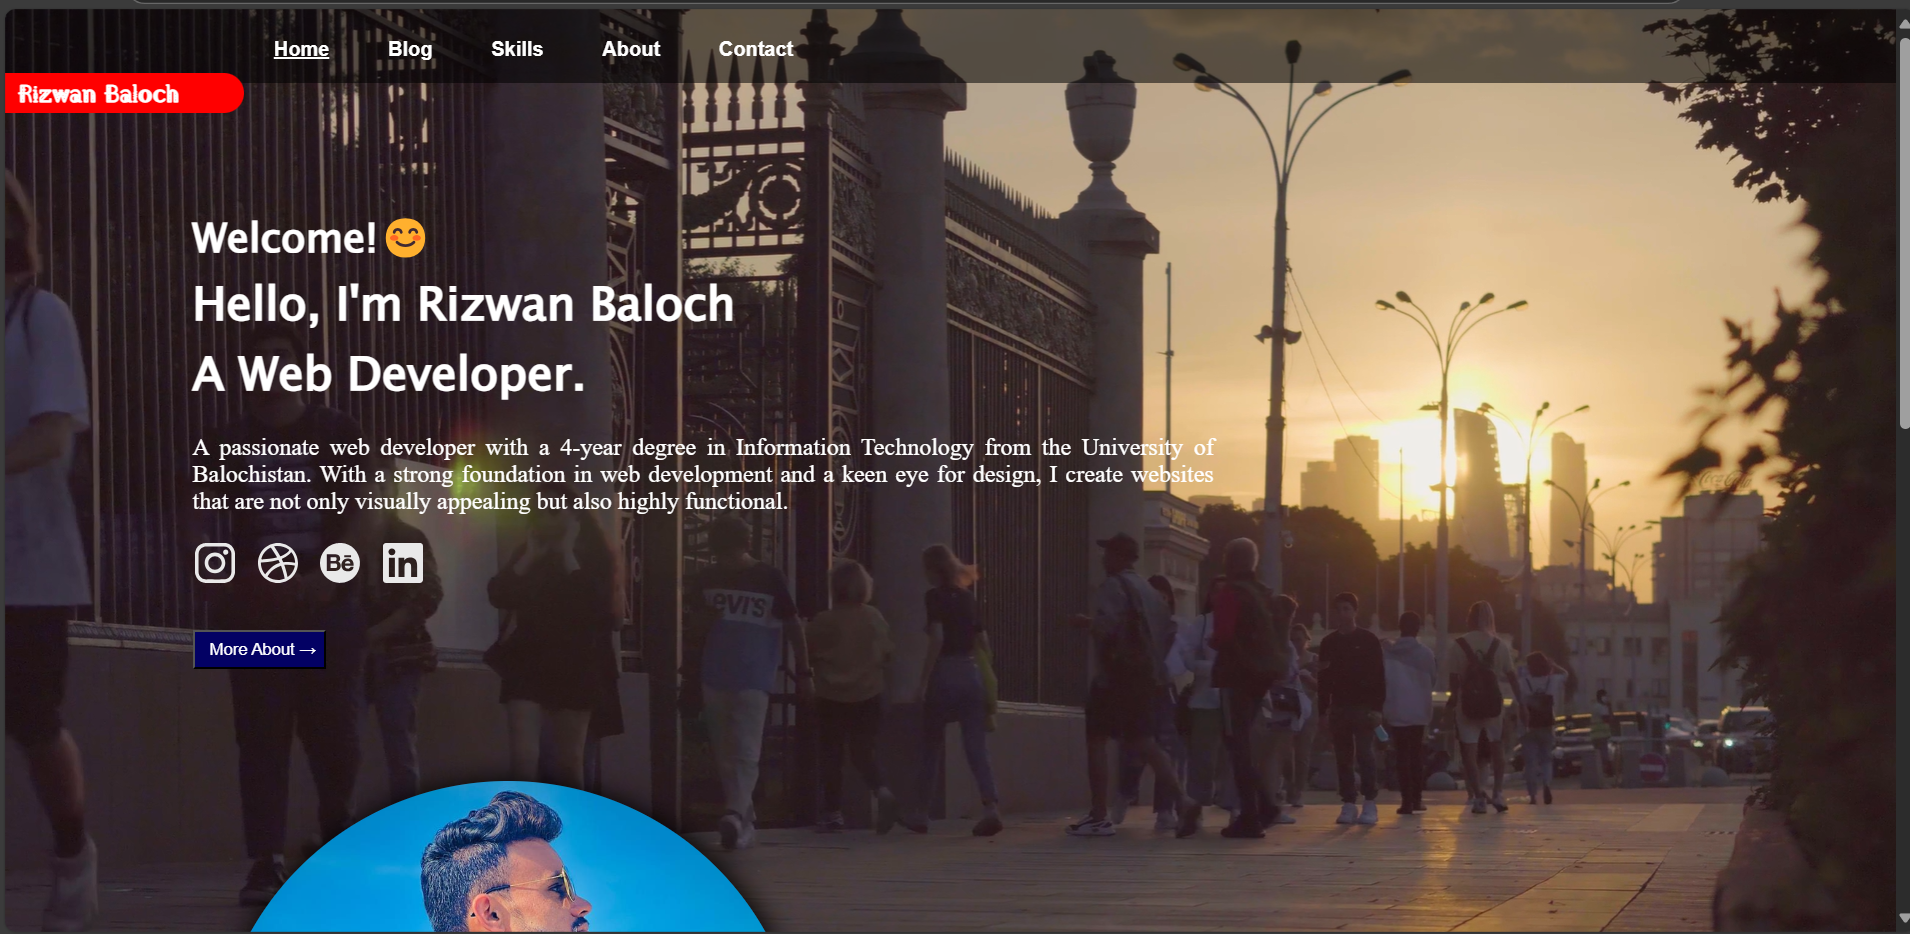 Home Blog Skills About Contact
Rizwan Baloch
Welcome!😊
Hello, I'm Rizwan Baloch
A Web Developer.
A passionate web developer with a 4-year degree in Information Technology from the University of
Balochistan. With a strong foundation in web development and a keen eye for design, I create websites
that are not only visually appealing but also highly functional.
Bē in
LEVI'S
More About →